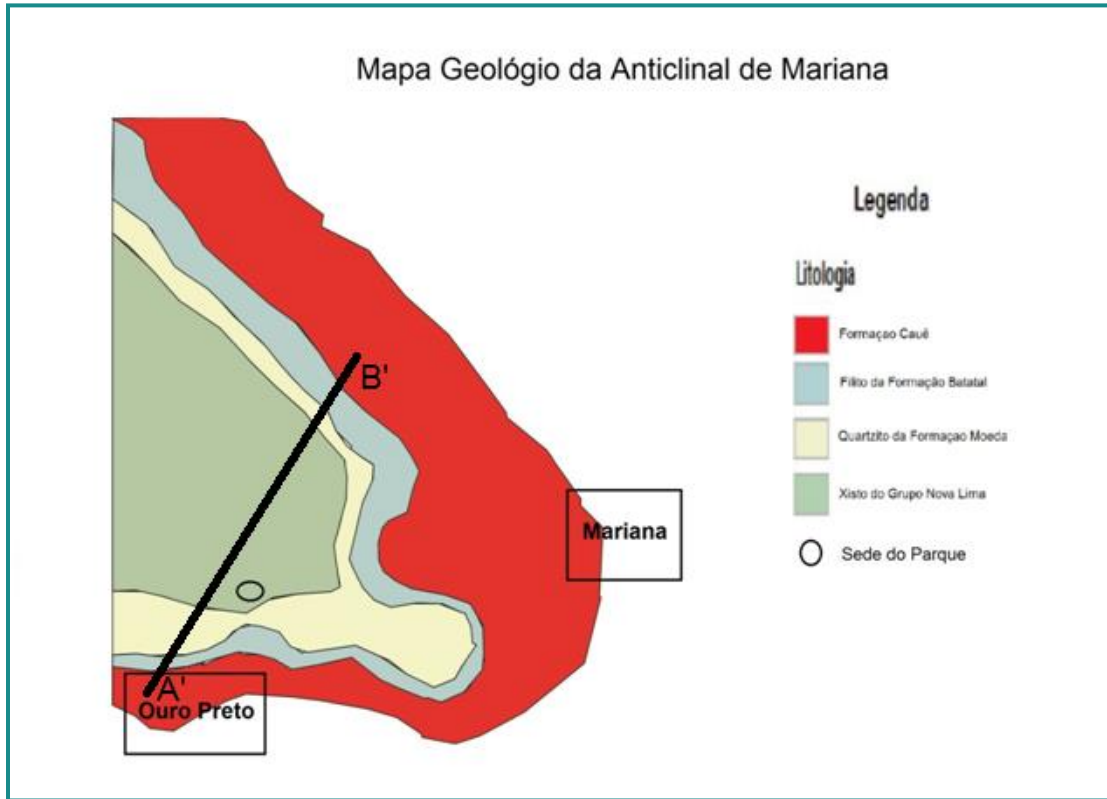 Mapa Geológio da Anticlinal de Mariana
Legenda
Litologia
Formaçao Cauê
Filito da Formação Batatal
Quartzito da Formaçao Moeda
Xisto do Grupo Nova Lima
Sede do Parque
B'
Mariana
A'
Ouro Preto